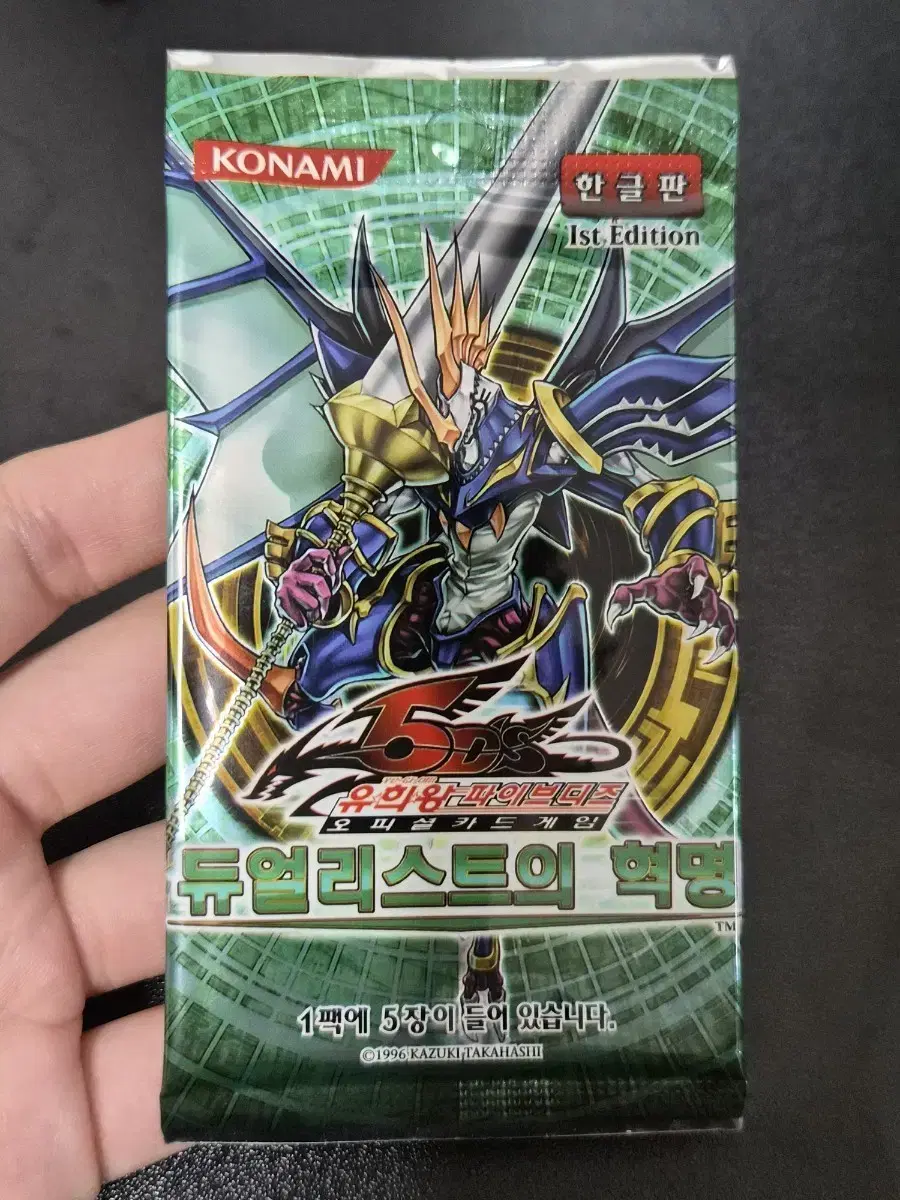 KONAMI
한글판
1st Edition
5D's
유희왕 파이브디즈
오피셜카드게임
듀얼리스트의 혁명
TM
1팩에 5장이 들어 있습니다.
©1996 KAZUKI TAKAHASHI